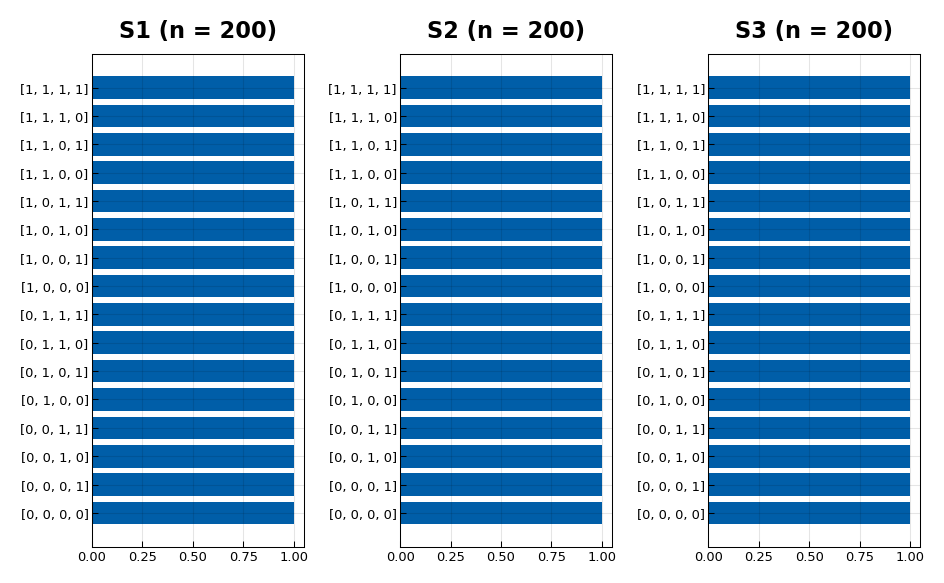 S1 (n = 200)
[1, 1, 1, 1]
[1, 1, 1, 0]
[1, 1, 0, 1]
[1, 1, 0, 0]
[1, 0, 1, 1]
[1, 0, 1, 0]
[1, 0, 0, 1]
[1, 0, 0, 0]
[0, 1, 1, 1]
[0, 1, 1, 0]
[0, 1, 0, 1]
[0, 1, 0, 0]
[0, 0, 1, 1]
[0, 0, 1, 0]
[0, 0, 0, 1]
[0, 0, 0, 0]
0.00 0.25 0.50 0.75 1.00
S2 (n = 200)
[1, 1, 1, 1]
[1, 1, 1, 0]
[1, 1, 0, 1]
[1, 1, 0, 0]
[1, 0, 1, 1]
[1, 0, 1, 0]
[1, 0, 0, 1]
[1, 0, 0, 0]
[0, 1, 1, 1]
[0, 1, 1, 0]
[0, 1, 0, 1]
[0, 1, 0, 0]
[0, 0, 1, 1]
[0, 0, 1, 0]
[0, 0, 0, 1]
[0, 0, 0, 0]
0.00 0.25 0.50 0.75 1.00
S3 (n = 200)
[1, 1, 1, 1]
[1, 1, 1, 0]
[1, 1, 0, 1]
[1, 1, 0, 0]
[1, 0, 1, 1]
[1, 0, 1, 0]
[1, 0, 0, 1]
[1, 0, 0, 0]
[0, 1, 1, 1]
[0, 1, 1, 0]
[0, 1, 0, 1]
[0, 1, 0, 0]
[0, 0, 1, 1]
[0, 0, 1, 0]
[0, 0, 0, 1]
[0, 0, 0, 0]
0.00 0.25 0.50 0.75 1.00